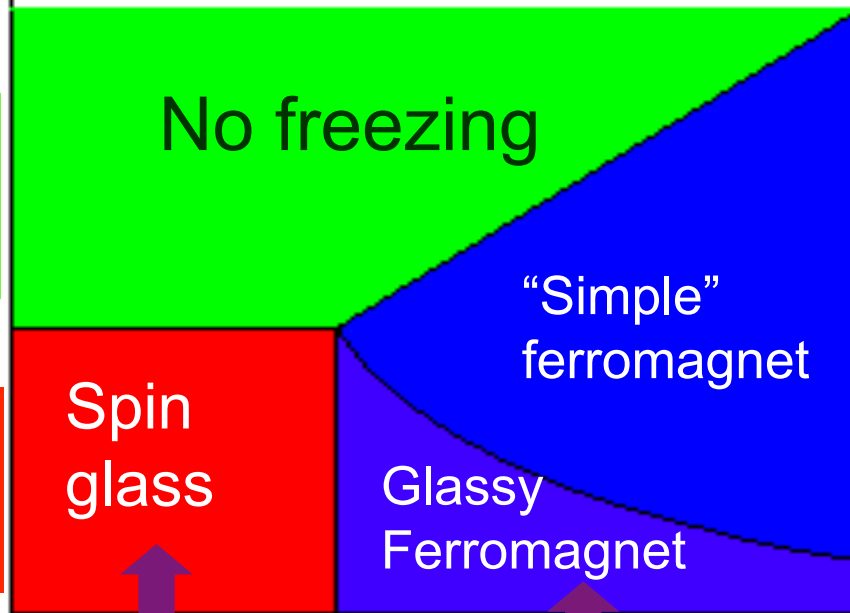 No freezing
“Simple”
ferromagnet
Spin
glass
Glassy
Ferromagnet